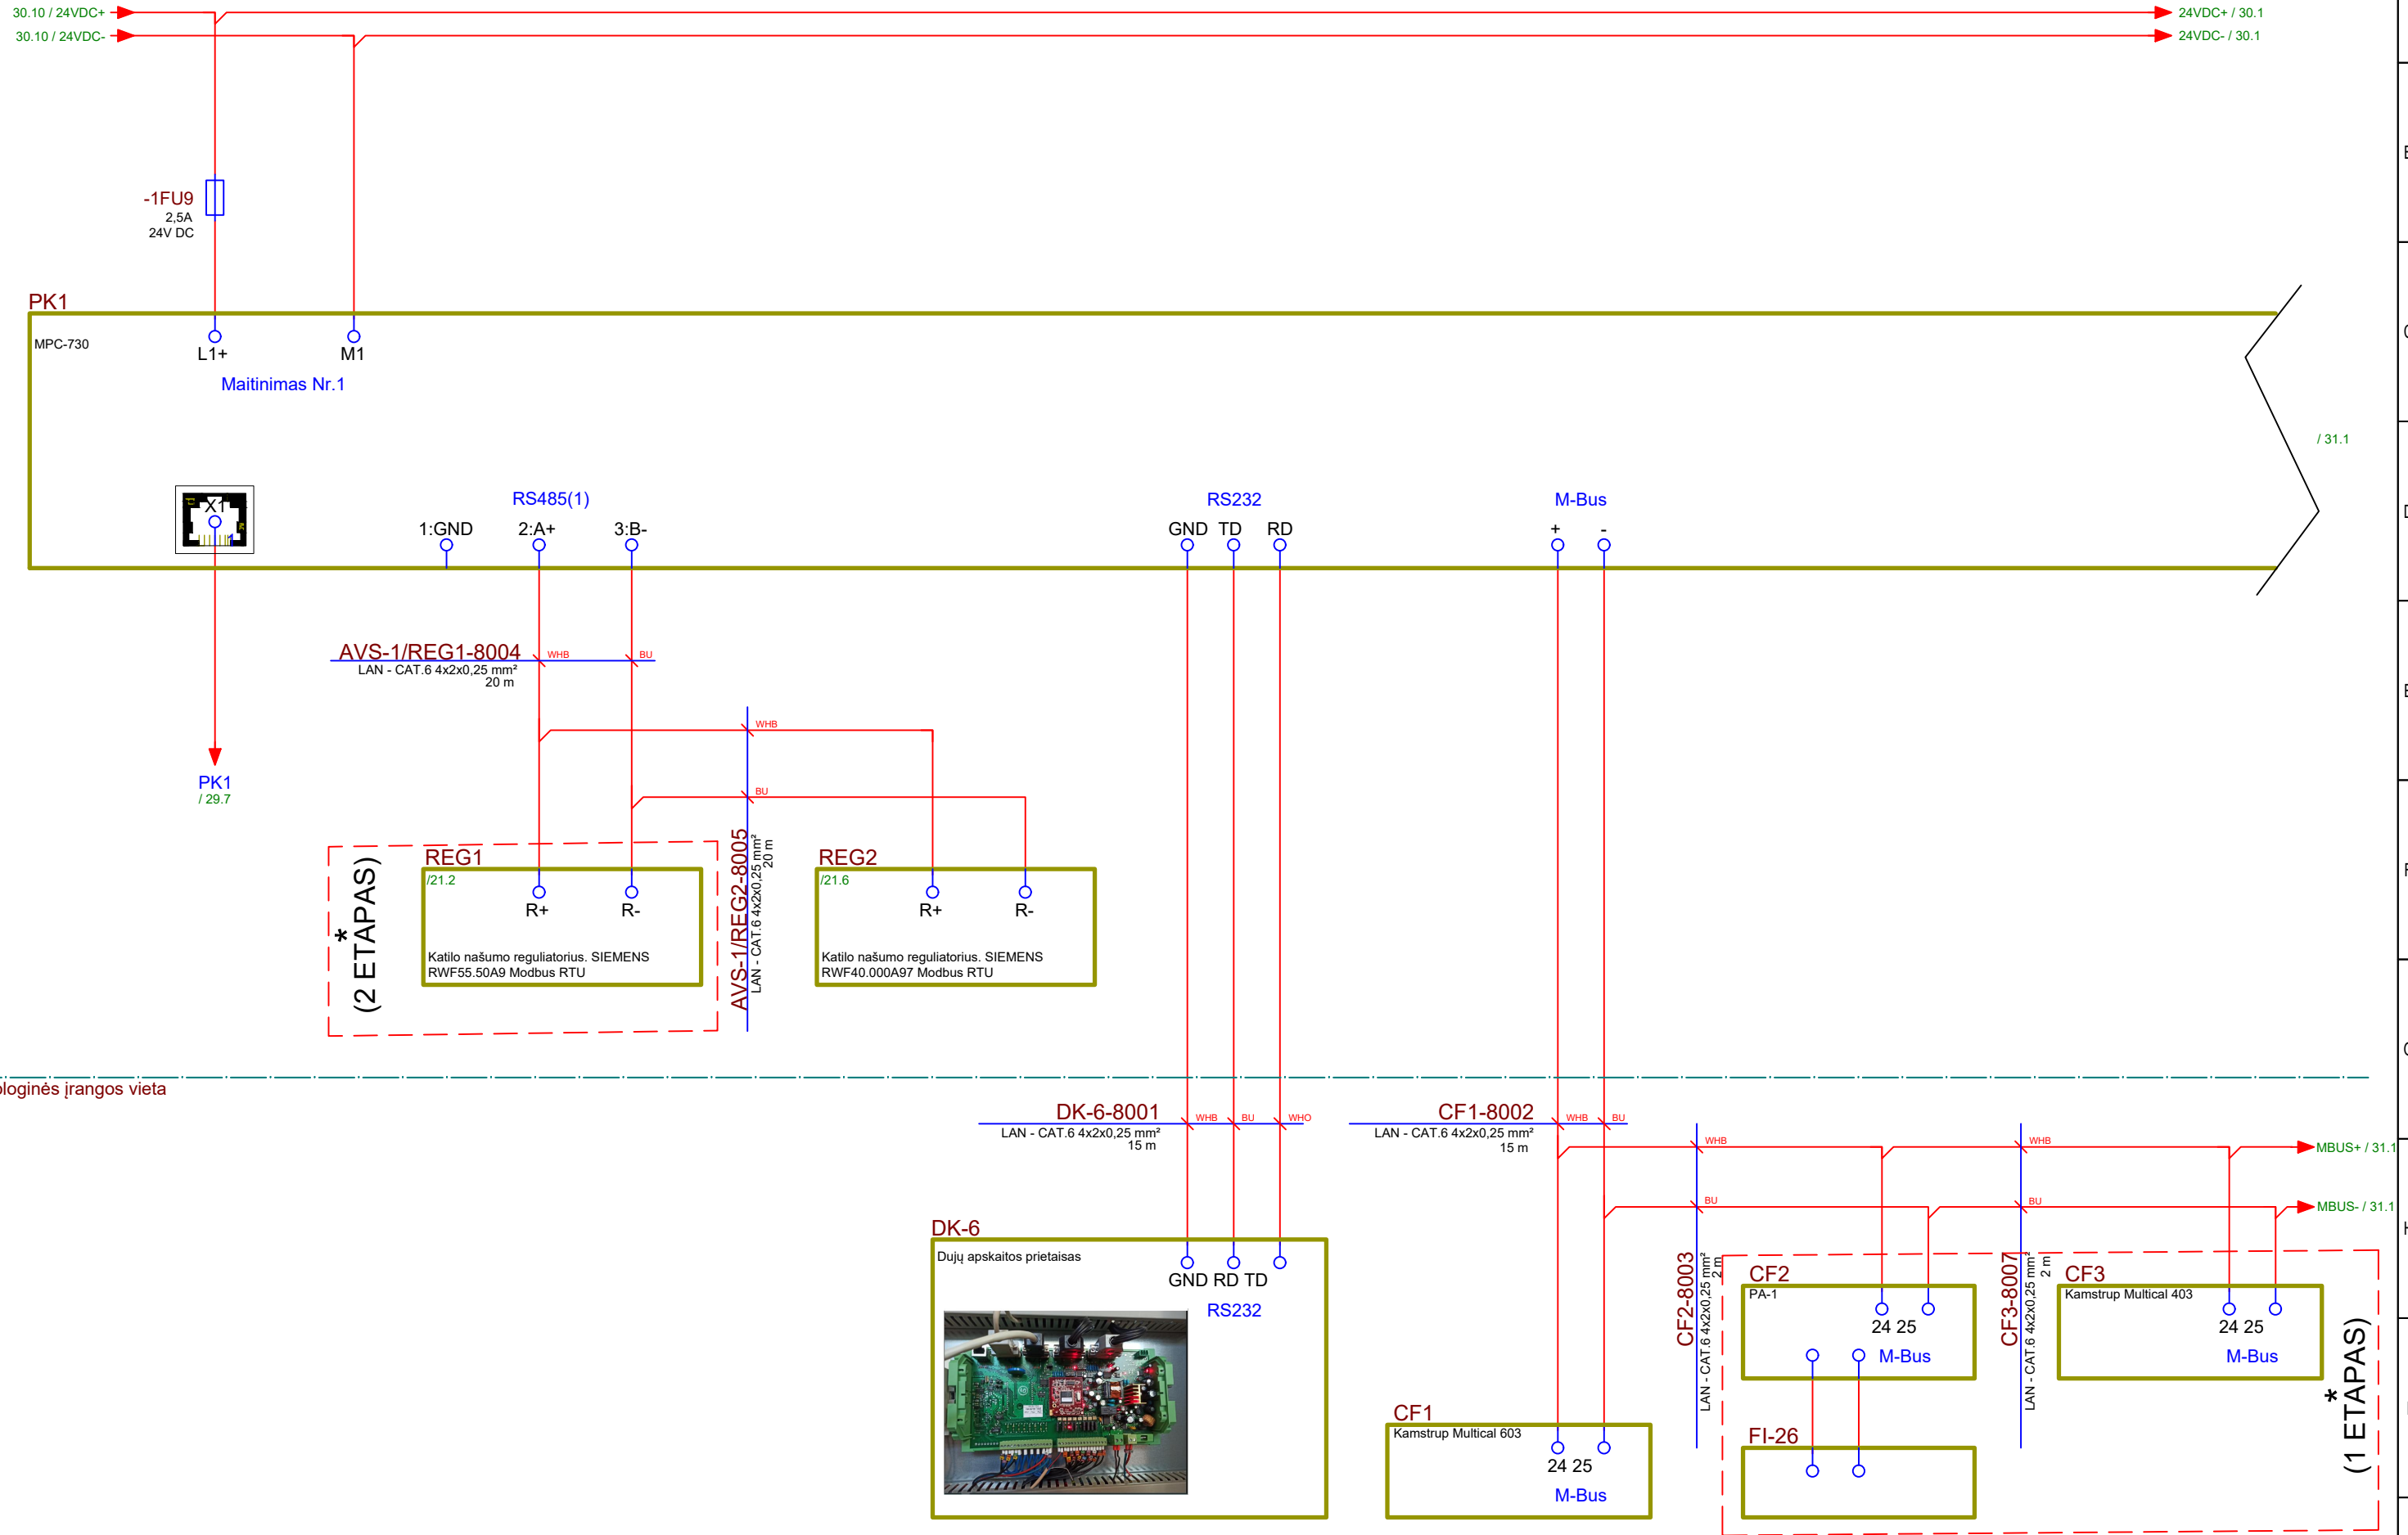 30.10 / 24VDC+
24VDC+ / 30.1
30.10 / 24VDC-
24VDC- / 30.1
-1FU9
2,5A
24V DC
PK1
MPC-730
L1+
M1
Maitinimas Nr.1
/ 31.1
X1
1
RS485(1)
1:GND
2:A+
3:B-
RS232
GND TD RD
M-Bus
+ -
AVS-1/REG1-8004
WHB
BU
LAN - CAT.6 4x2x0,25 mm²
20 m
WHB
BU
PK1
/ 29.7
AVS-1/REG2-8005
LAN - CAT.6 4x2x0,25 mm²
20 m
*
(2 ETAPAS)
REG1
/21.2
R+
R-
Katilo našumo reguliatorius. SIEMENS
RWF55.50A9 Modbus RTU
REG2
/21.6
R+
R-
Katilo našumo reguliatorius. SIEMENS
RWF40.000A97 Modbus RTU
ologinės įrangos vieta
DK-6-8001
WHB
BU
WHO
LAN - CAT.6 4x2x0,25 mm²
15 m
CF1-8002
WHB
BU
LAN - CAT.6 4x2x0,25 mm²
15 m
WHB
WHB
MBUS+ / 31.1
BU
BU
MBUS- / 31.1
DK-6
Dujų apskaitos prietaisas
GND RD TD
RS232
CF2-8003
LAN - CAT.6 4x2x0,25 mm²
2 m
CF2
PA-1
24 25
M-Bus
CF3-8007
LAN - CAT.6 4x2x0,25 mm²
2 m
CF3
Kamstrup Multical 403
24 25
M-Bus
*
(1 ETAPAS)
CF1
Kamstrup Multical 603
24 25
M-Bus
FI-26